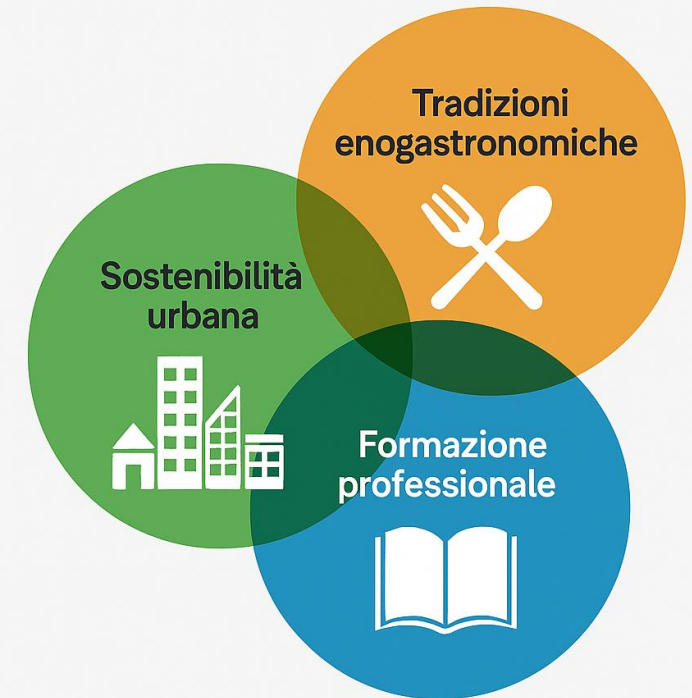 Tradizioni
enogastronomiche
Sostenibilità
urbana
Formazione
professionale